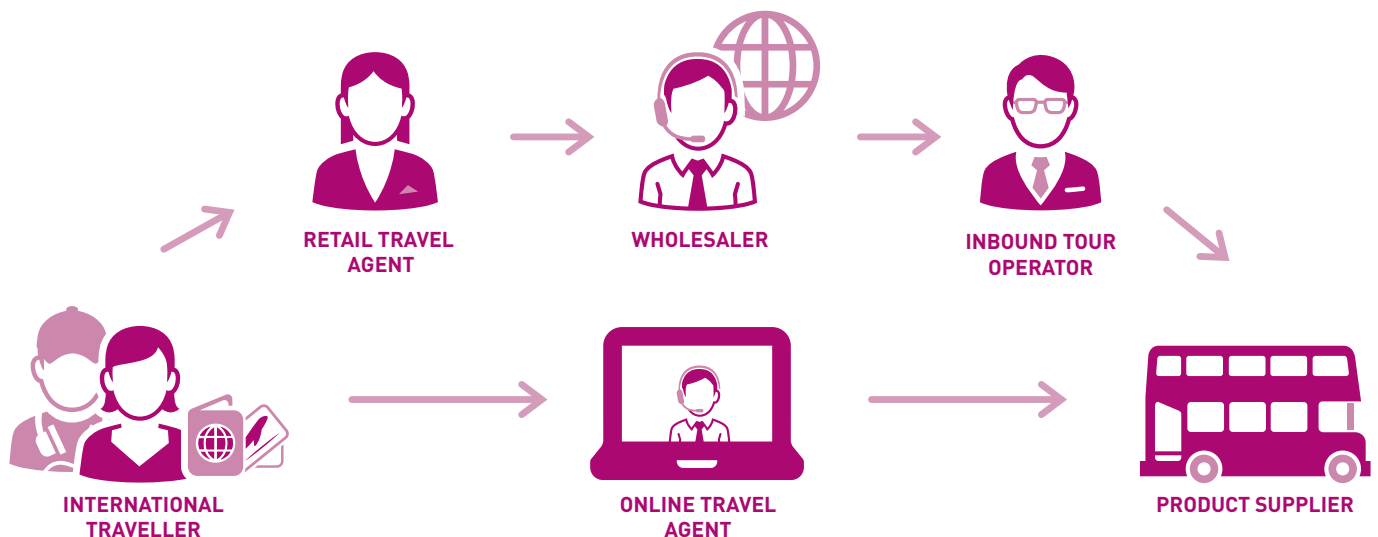 RETAIL TRAVEL
AGENT
WHOLESALER
INBOUND TOUR
OPERATOR
INTERNATIONAL
TRAVELLER
ONLINE TRAVEL
AGENT
PRODUCT SUPPLIER